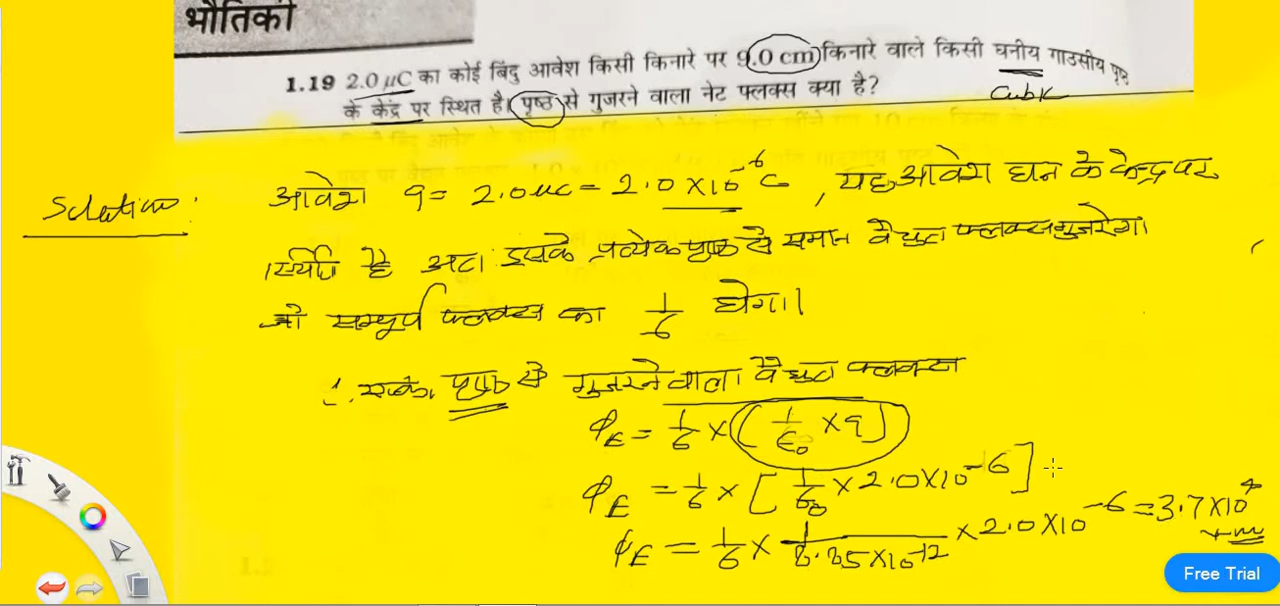 भौतिकी
1.19 2.0 μC का कोई बिंदु आवेश किसी किनारे पर 9.0 cm किनारे वाले किसी घनीय गाउसीय पृष्ठ
के केंद्र पर स्थित है। पृष्ठ से गुजरने वाला नेट फ्लक्स क्या है?
Cubic
Solution:
आवेश q = 2.0 μC = 2.0 × 10⁻⁶ C, यह आवेश घन के केन्द्र पर
स्थित है अतः इसके प्रत्येक पृष्ठ से समान वैद्युत फ्लक्स गुजरेगा।
जो सम्पूर्ण फ्लक्स का 1/6 होगा।
∴ एक पृष्ठ से गुजरने वाला वैद्युत फ्लक्स
ϕE = 1/6 × ( 1/ε₀ × q )
ϕE = 1/6 × [ 1/ε₀ × 2.0 × 10⁻⁶ ]
ϕE = 1/6 × 1/8.85×10⁻¹² × 2.0 × 10⁻⁶ = 3.7 × 10⁴
Free Trial